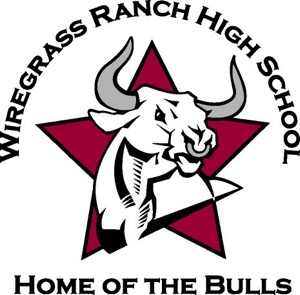 WIREGRASS RANCH HIGH SCHOOL
HOME OF THE BULLS